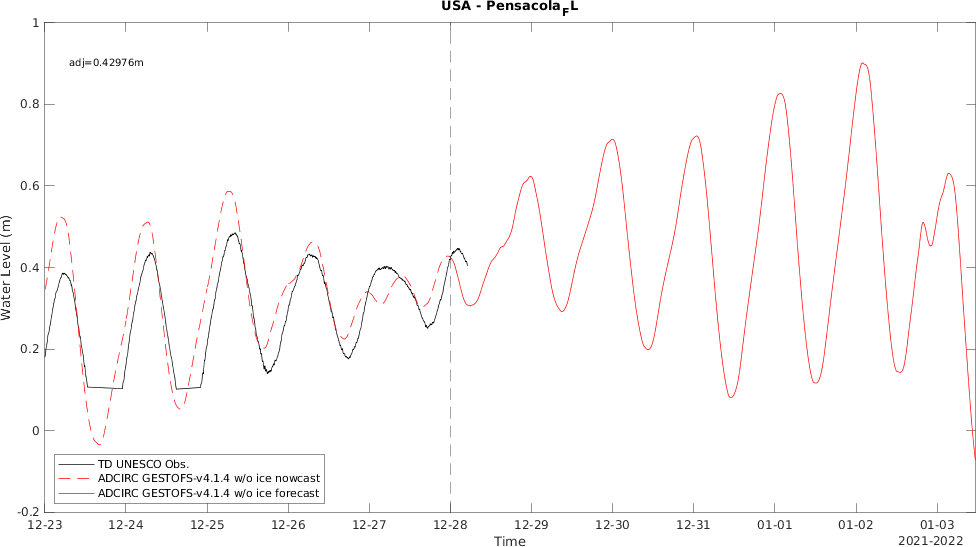 USA - Pensacola_FL
adj=0.42976m
1
0.8
0.6
0.4
0.2
0
-0.2
Water Level (m)
TD UNESCO Obs.
ADCIRC GESTOFS-v4.1.4 w/o ice nowcast
ADCIRC GESTOFS-v4.1.4 w/o ice forecast
12-23 12-24 12-25 12-26 12-27 12-28 12-29 12-30 12-31 01-01 01-02 01-03
Time
2021-2022